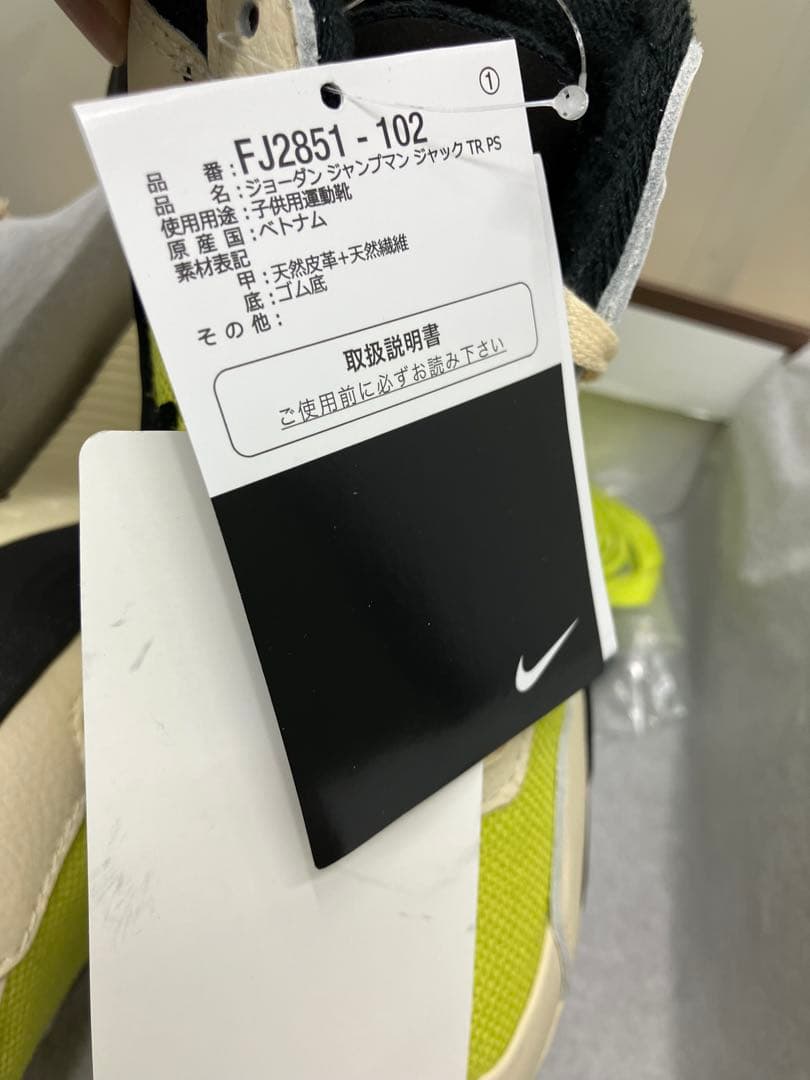 ①
品番:FJ2851-102
品名:ジョーダン ジャンプマン ジャック TR PS
使用用途:子供用運動靴
原産国:ベトナム
素材表記
甲:天然皮革+天然繊維
底:ゴム底
その他:
取扱説明書
ご使用前に必ずお読み下さい